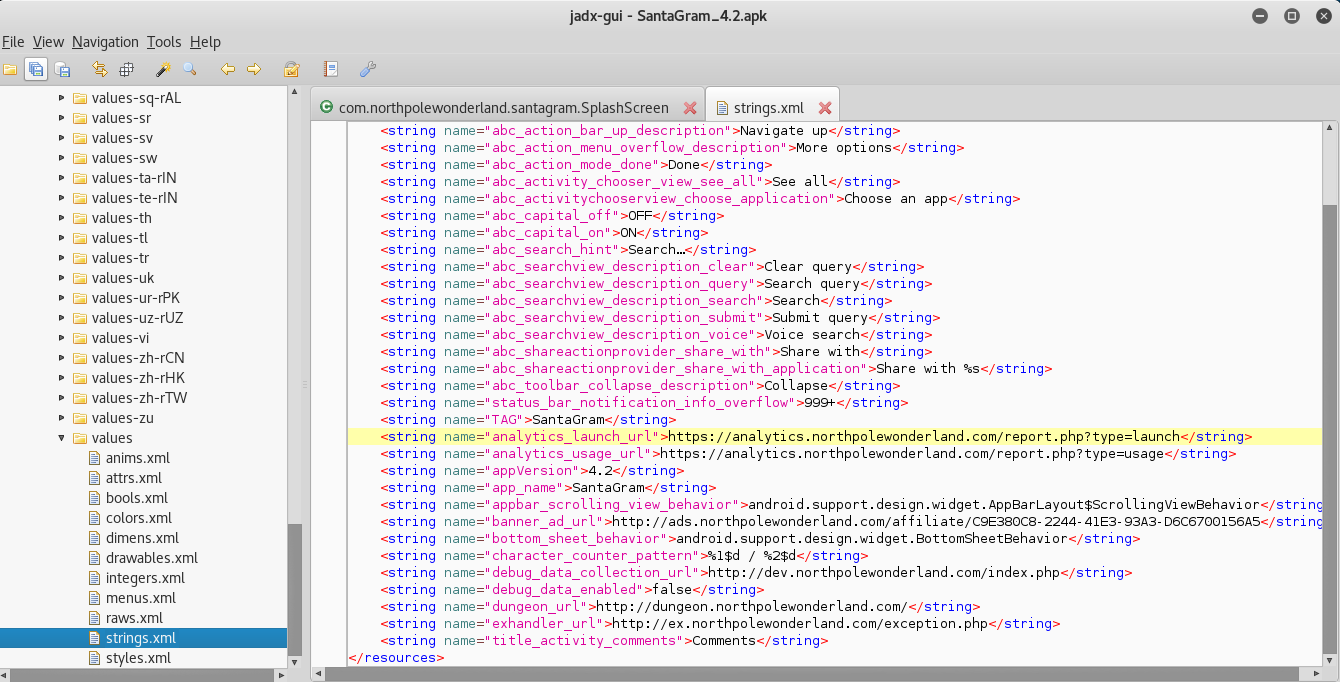 jadx-gui - SantaGram_4.2.apk
File View Navigation Tools Help
values-sq-rAL
values-sr
values-sv
values-sw
values-ta-rIN
values-te-rIN
values-th
values-tl
values-tr
values-uk
values-ur-rPK
values-uz-rUZ
values-vi
values-zh-rCN
values-zh-rHK
values-zh-rTW
values-zu
values
anims.xml
attrs.xml
bools.xml
colors.xml
dimens.xml
drawables.xml
integers.xml
menus.xml
raws.xml
strings.xml
styles.xml
com.northpolewonderland.santagram.SplashScreen strings.xml
<string name="abc_action_bar_up_description">Navigate up</string>
<string name="abc_action_menu_overflow_description">More options</string>
<string name="abc_action_mode_done">Done</string>
<string name="abc_activity_chooser_view_see_all">See all</string>
<string name="abc_activitychooserview_choose_application">Choose an app</string>
<string name="abc_capital_off">OFF</string>
<string name="abc_capital_on">ON</string>
<string name="abc_search_hint">Search…</string>
<string name="abc_searchview_description_clear">Clear query</string>
<string name="abc_searchview_description_query">Search query</string>
<string name="abc_searchview_description_search">Search</string>
<string name="abc_searchview_description_submit">Submit query</string>
<string name="abc_searchview_description_voice">Voice search</string>
<string name="abc_shareactionprovider_share_with">Share with</string>
<string name="abc_shareactionprovider_share_with_application">Share with %s</string>
<string name="abc_toolbar_collapse_description">Collapse</string>
<string name="status_bar_notification_info_overflow">999+</string>
<string name="TAG">SantaGram</string>
<string name="analytics_launch_url">https://analytics.northpolewonderland.com/report.php?type=launch</string>
<string name="analytics_usage_url">https://analytics.northpolewonderland.com/report.php?type=usage</string>
<string name="appVersion">4.2</string>
<string name="app_name">SantaGram</string>
<string name="appbar_scrolling_view_behavior">android.support.design.widget.AppBarLayout$ScrollingViewBehavior</string
<string name="banner_ad_url">http://ads.northpolewonderland.com/affiliate/C9E380C8-2244-41E3-93A3-D6C6700156A5</string
<string name="bottom_sheet_behavior">android.support.design.widget.BottomSheetBehavior</string>
<string name="character_counter_pattern">%1$d / %2$d</string>
<string name="debug_data_collection_url">http://dev.northpolewonderland.com/index.php</string>
<string name="debug_data_enabled">false</string>
<string name="dungeon_url">http://dungeon.northpolewonderland.com/</string>
<string name="exhandler_url">http://ex.northpolewonderland.com/exception.php</string>
<string name="title_activity_comments">Comments</string>
</resources>